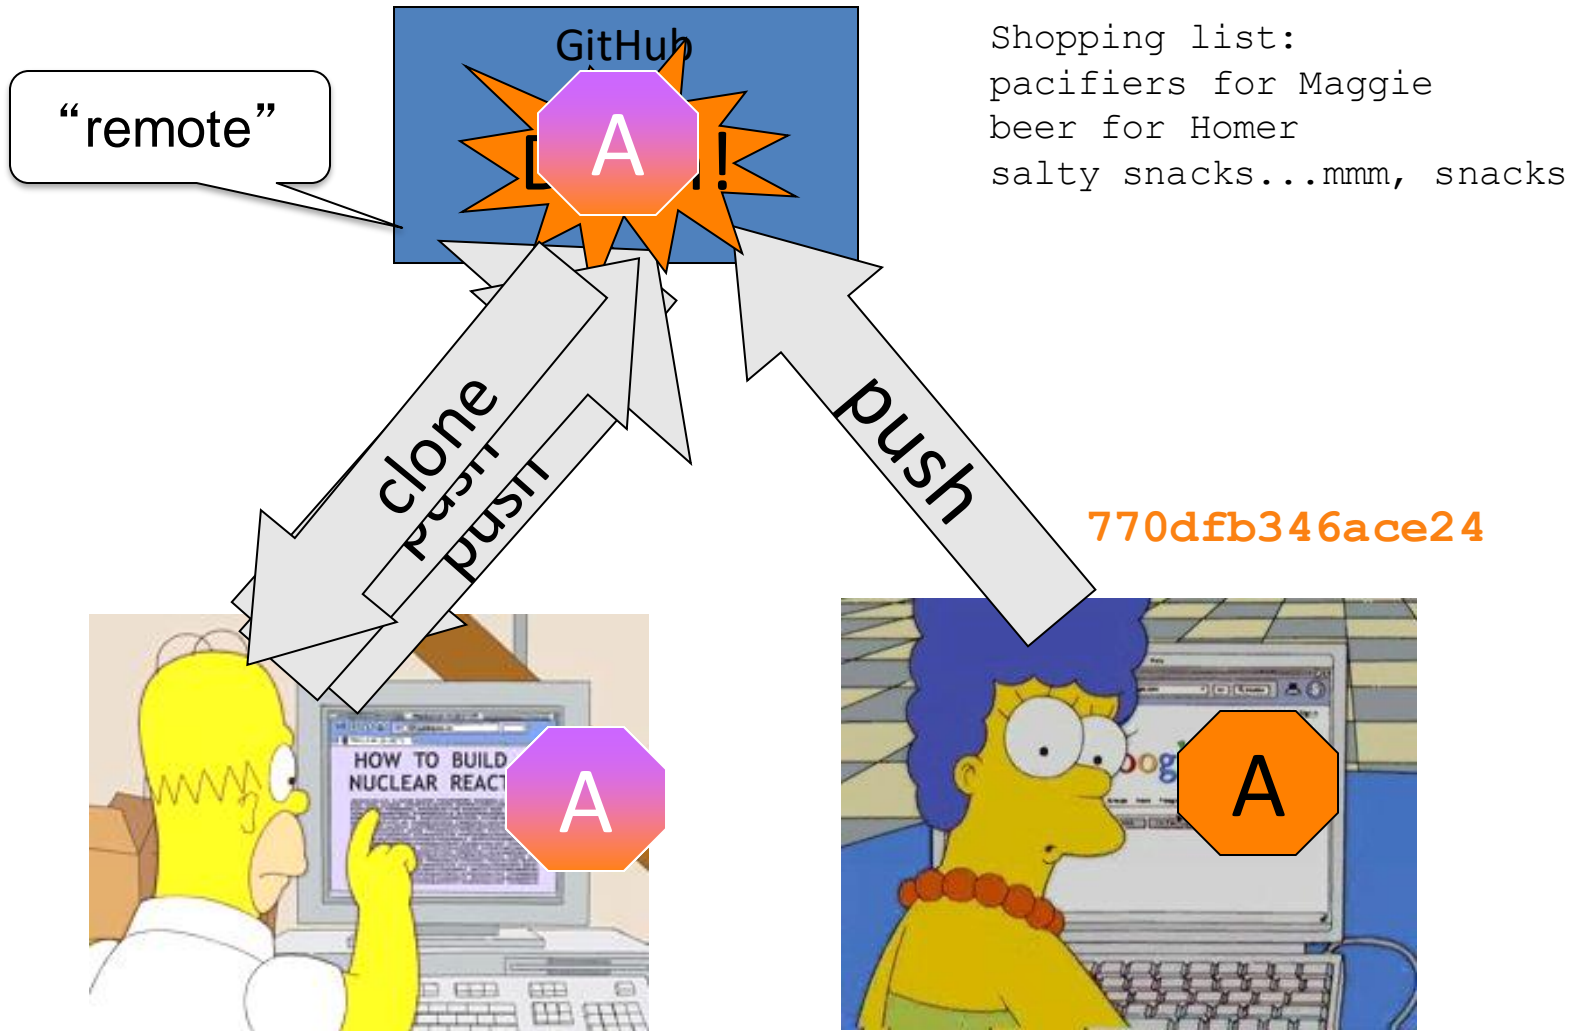 GitHub
“remote”
A
Shopping list:
pacifiers for Maggie
beer for Homer
salty snacks...mmm, snacks
clone
push
push
push
770dfb346ace24
HOW TO BUILD
NUCLEAR REACT
A
A